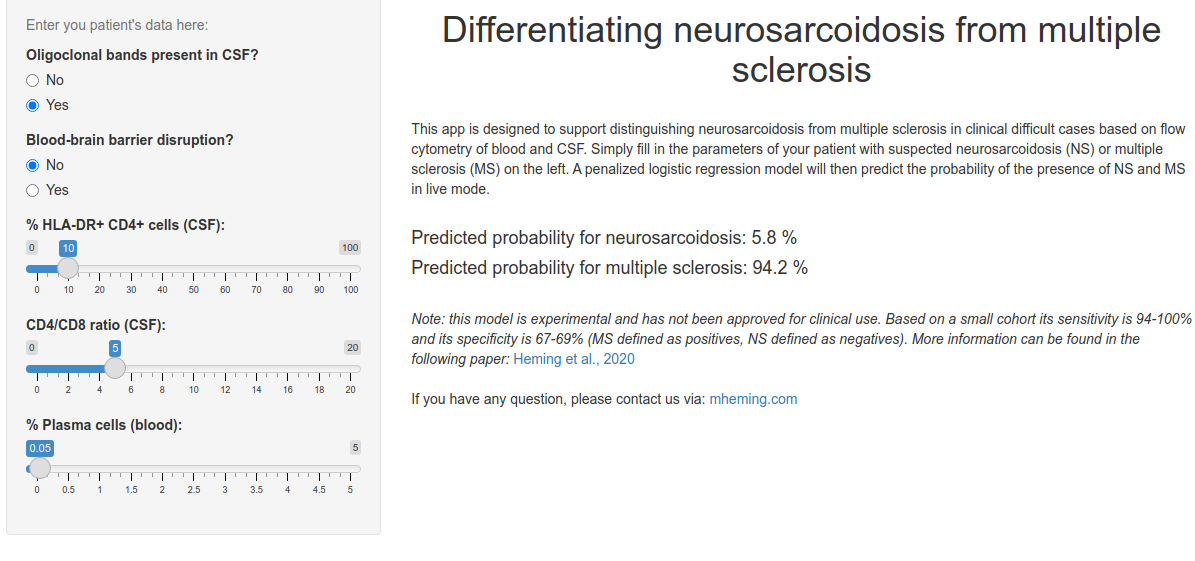 Enter you patient's data here:
Oligoclonal bands present in CSF?
No
Yes
Blood-brain barrier disruption?
No
Yes
% HLA-DR+ CD4+ cells (CSF):
0 10 100
0 10 20 30 40 50 60 70 80 90 100
CD4/CD8 ratio (CSF):
0 5 20
0 2 4 6 8 10 12 14 16 18 20
% Plasma cells (blood):
0.05 5
0 0.5 1 1.5 2 2.5 3 3.5 4 4.5 5
Differentiating neurosarcoidosis from multiple
sclerosis
This app is designed to support distinguishing neurosarcoidosis from multiple sclerosis in clinical difficult cases based on flow
cytometry of blood and CSF. Simply fill in the parameters of your patient with suspected neurosarcoidosis (NS) or multiple
sclerosis (MS) on the left. A penalized logistic regression model will then predict the probability of the presence of NS and MS
in live mode.
Predicted probability for neurosarcoidosis: 5.8 %
Predicted probability for multiple sclerosis: 94.2 %
Note: this model is experimental and has not been approved for clinical use. Based on a small cohort its sensitivity is 94-100%
and its specificity is 67-69% (MS defined as positives, NS defined as negatives). More information can be found in the
following paper: Heming et al., 2020
If you have any question, please contact us via: mheming.com